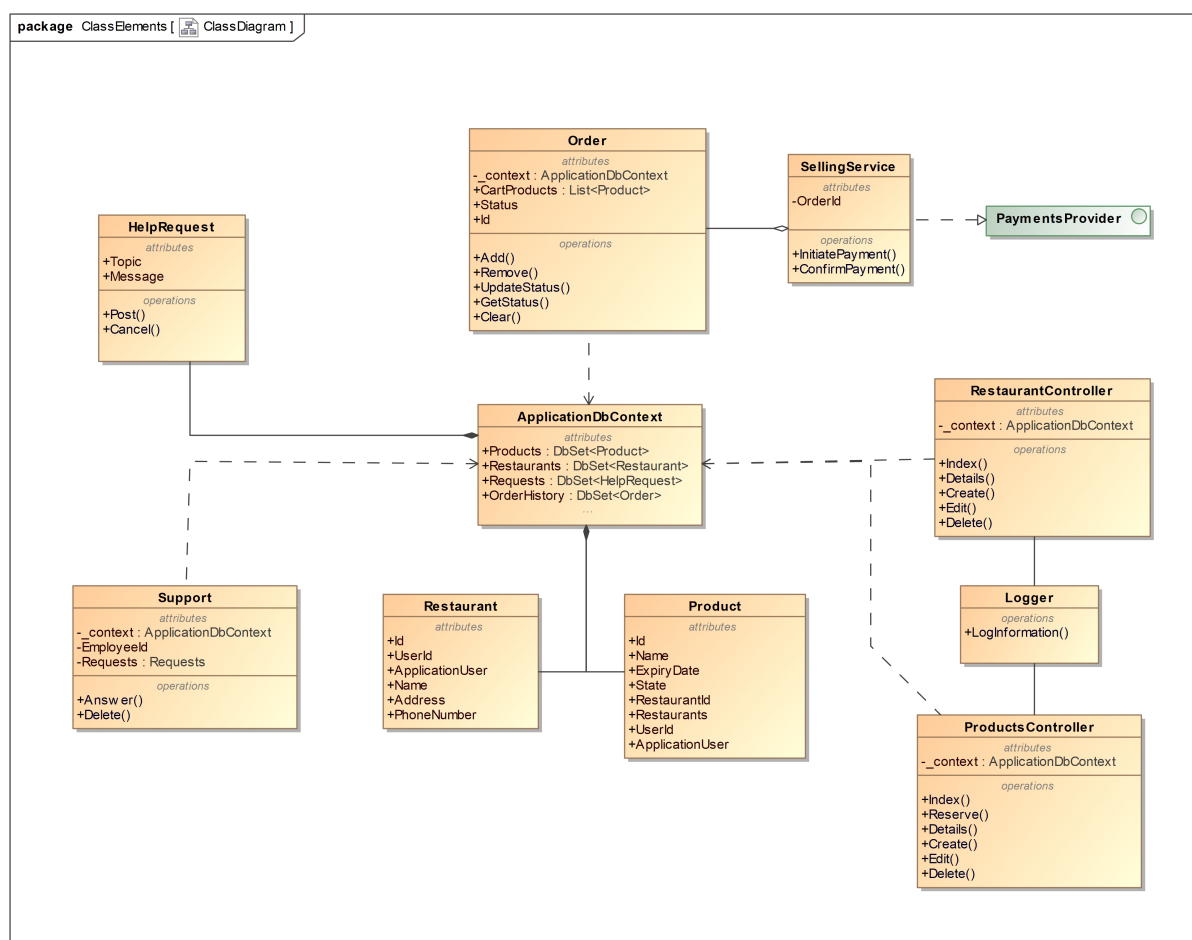 package ClassElements [ ClassDiagram ]
Order
attributes
-_context : ApplicationDbContext
+CartProducts : List<Product>
+Status
+Id
operations
+Add()
+Remove()
+UpdateStatus()
+GetStatus()
+Clear()
SellingService
attributes
-OrderId
operations
+InitiatePayment()
+ConfirmPayment()
PaymentsProvider
HelpRequest
attributes
+Topic
+Message
operations
+Post()
+Cancel()
ApplicationDbContext
attributes
+Products : DbSet<Product>
+Restaurants : DbSet<Restaurant>
+Requests : DbSet<HelpRequest>
+OrderHistory : DbSet<Order>
...
RestaurantController
attributes
-_context : ApplicationDbContext
operations
+Index()
+Details()
+Create()
+Edit()
+Delete()
Support
attributes
-_context : ApplicationDbContext
-EmployeeId
-Requests : Requests
operations
+Answer()
+Delete()
Restaurant
attributes
+Id
+UserId
+ApplicationUser
+Name
+Address
+PhoneNumber
Product
attributes
+Id
+Name
+ExpiryDate
+State
+RestaurantId
+Restaurants
+UserId
+ApplicationUser
Logger
operations
+LogInformation()
ProductsController
attributes
-_context : ApplicationDbContext
operations
+Index()
+Reserve()
+Details()
+Create()
+Edit()
+Delete()